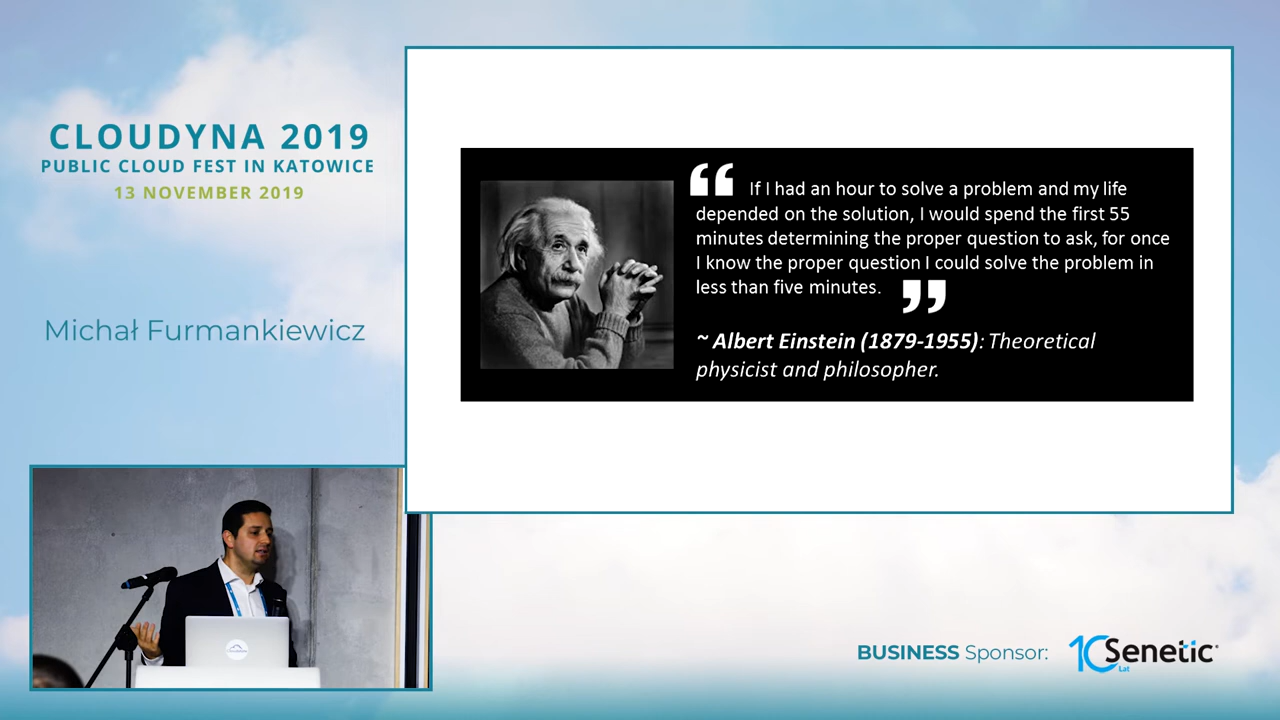 CLOUDYNA 2019
PUBLIC CLOUD FEST IN KATOWICE
13 NOVEMBER 2019
Michał Furmankiewicz
“ If I had an hour to solve a problem and my life
depended on the solution, I would spend the first 55
minutes determining the proper question to ask, for once
I know the proper question I could solve the problem in
less than five minutes. ”
~ Albert Einstein (1879-1955): Theoretical
physicist and philosopher.
BUSINESS Sponsor:
10 Lat Senetic